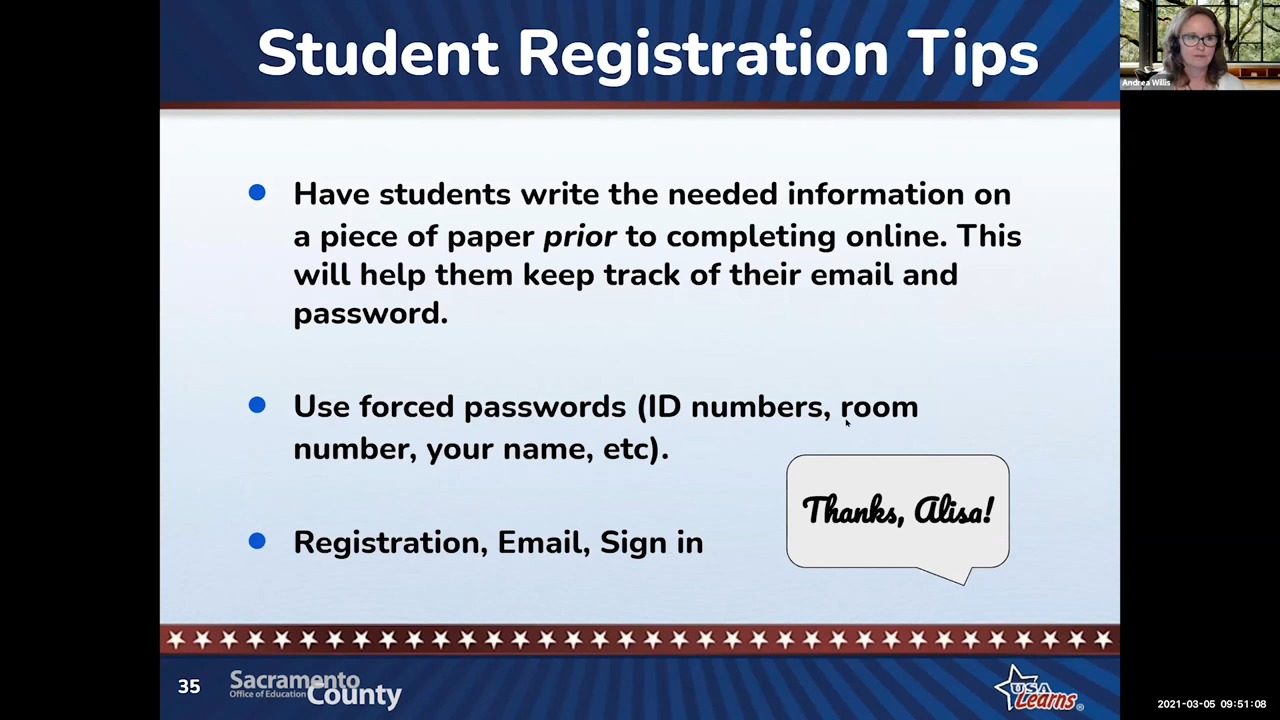 Student Registration Tips
Andrea Willis
Have students write the needed information on
a piece of paper prior to completing online. This
will help them keep track of their email and
password.
Use forced passwords (ID numbers, room
number, your name, etc).
Thanks, Alisa!
Registration, Email, Sign in
35
Sacramento
Office of Education
County
USA
Learns®
2021-03-05 09:51:08